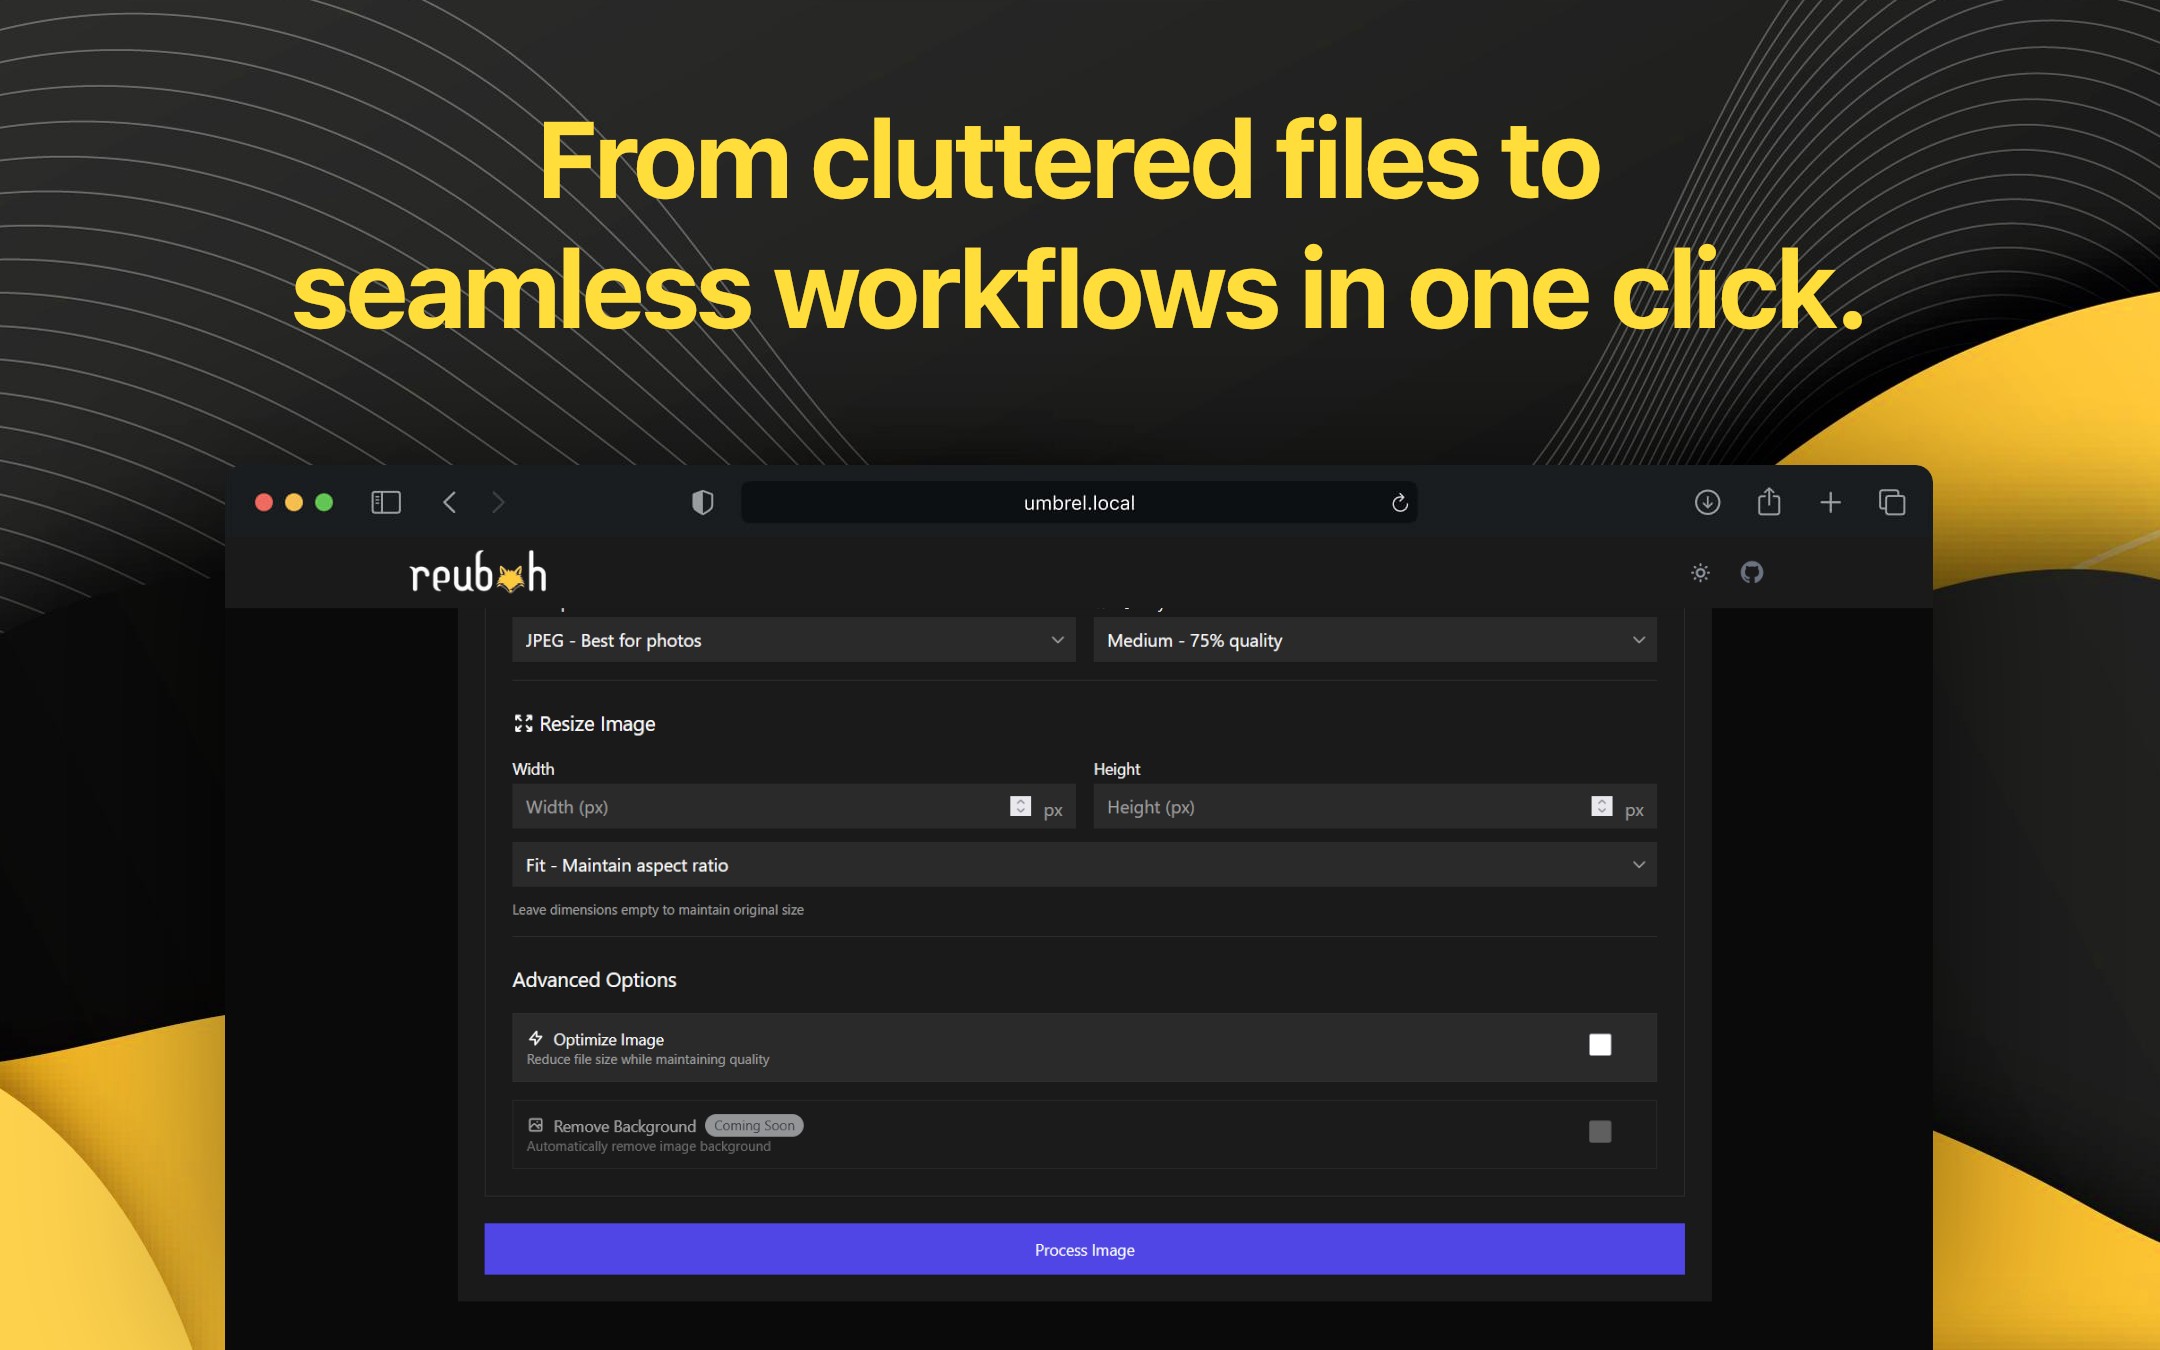 From cluttered files to
seamless workflows in one click.
umbrel.local
reubah
JPEG - Best for photos
Medium - 75% quality
Resize Image
Width
Height
Width (px)
px
Height (px)
px
Fit - Maintain aspect ratio
Leave dimensions empty to maintain original size
Advanced Options
Optimize Image
Reduce file size while maintaining quality
Remove Background
Coming Soon
Automatically remove image background
Process Image